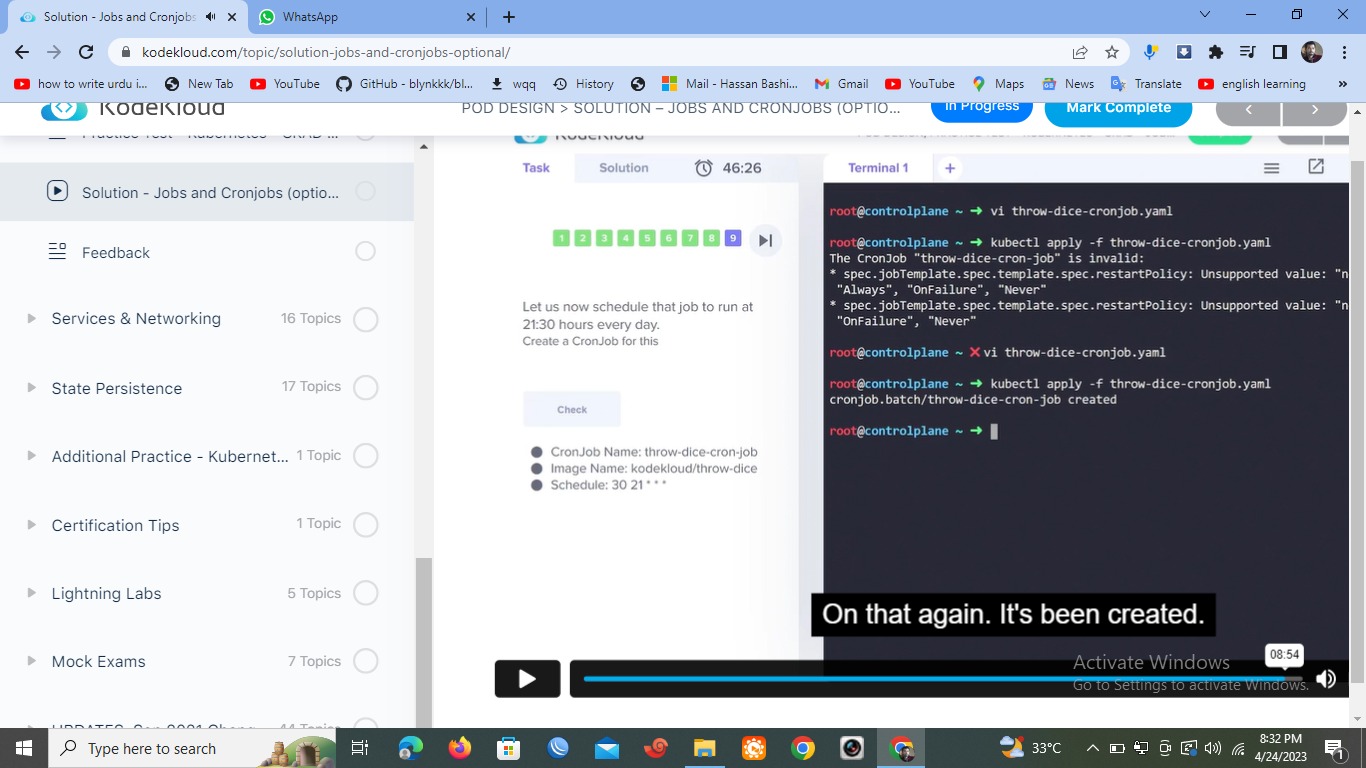 Solution - Jobs and Cronjobs
WhatsApp
kodekloud.com/topic/solution-jobs-and-cronjobs-optional/
how to write urdu i...
New Tab
YouTube
GitHub - blynkkk/bl...
wqq
History
Mail - Hassan Bashi...
Gmail
YouTube
Maps
News
Translate
english learning
»
KodeKloud
POD DESIGN > SOLUTION – JOBS AND CRONJOBS (OPTIO...
In Progress
Mark Complete
Practice Test - Kubernetes - CKAD -...
Solution - Jobs and Cronjobs (optio...
Feedback
Services & Networking 16 Topics
State Persistence 17 Topics
Additional Practice - Kubernet... 1 Topic
Certification Tips 1 Topic
Lightning Labs 5 Topics
Mock Exams 7 Topics
KodeKloud
Task
Solution
46:26
1 2 3 4 5 6 7 8 9
Let us now schedule that job to run at
21:30 hours every day.
Create a CronJob for this
Check
CronJob Name: throw-dice-cron-job
Image Name: kodekloud/throw-dice
Schedule: 30 21 * * *
Terminal 1
+
root@controlplane ~ ➜ vi throw-dice-cronjob.yaml
root@controlplane ~ ➜ kubectl apply -f throw-dice-cronjob.yaml
The CronJob "throw-dice-cron-job" is invalid:
* spec.jobTemplate.spec.template.spec.restartPolicy: Unsupported value: "n
"Always", "OnFailure", "Never"
* spec.jobTemplate.spec.template.spec.restartPolicy: Unsupported value: "n
"OnFailure", "Never"
root@controlplane ~ ✖ vi throw-dice-cronjob.yaml
root@controlplane ~ ➜ kubectl apply -f throw-dice-cronjob.yaml
cronjob.batch/throw-dice-cron-job created
root@controlplane ~ ➜
On that again. It's been created.
08:54
Activate Windows
Go to Settings to activate Windows.
Type here to search
33°C
8:32 PM
4/24/2023
1